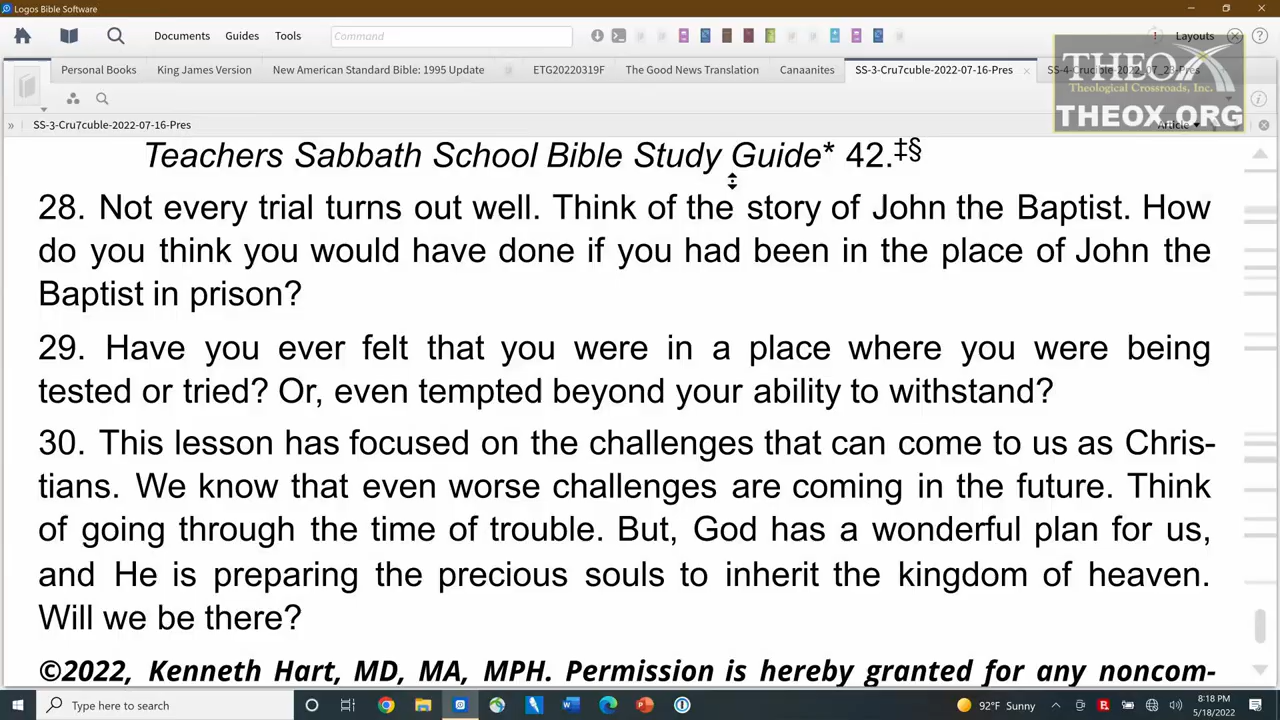 Logos Bible Software
Documents Guides Tools Command Layouts
Personal Books King James Version New American St ute ETG20220319F The Good News Translation Canaanites SS-3-Cru7cuble-2022-07-16-Pres SS-4-Crucible-2022_07_23-Pres
THEOX
Theological Crossroads, Inc.
THEOX.ORG
SS-3-Cru7cuble-2022-07-16-Pres Article
Teachers Sabbath School Bible Study Guide* 42.‡§
28. Not every trial turns out well. Think of the story of John the Baptist. How
do you think you would have done if you had been in the place of John the
Baptist in prison?
29. Have you ever felt that you were in a place where you were being
tested or tried? Or, even tempted beyond your ability to withstand?
30. This lesson has focused on the challenges that can come to us as Chris-
tians. We know that even worse challenges are coming in the future. Think
of going through the time of trouble. But, God has a wonderful plan for us,
and He is preparing the precious souls to inherit the kingdom of heaven.
Will we be there?
©2022, Kenneth Hart, MD, MA, MPH. Permission is hereby granted for any noncom-
Type here to search 92°F Sunny 8:18 PM
5/18/2022